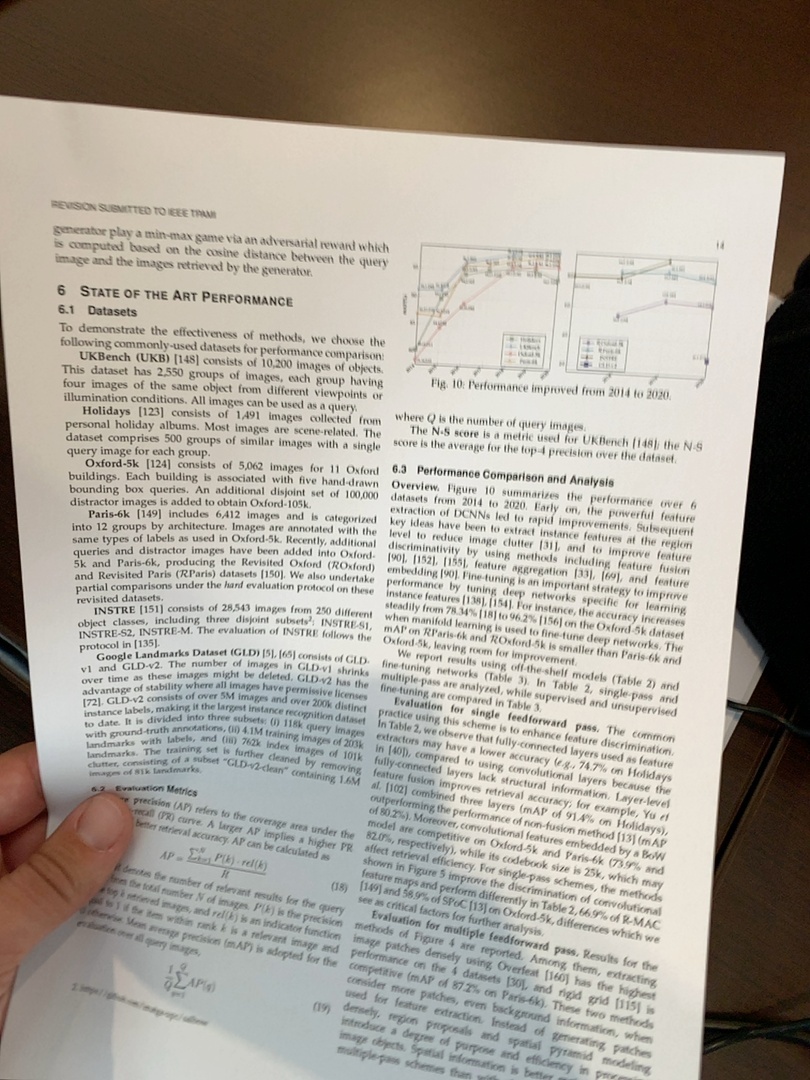 REVISION SUBMITTED TO IEEE TPAMI
14
generator play a min-max game via an adversarial reward which
is computed based on the cosine distance between the query
image and the images retrieved by the generator.
6 STATE OF THE ART PERFORMANCE
6.1 Datasets
To demonstrate the effectiveness of methods, we choose the
following commonly-used datasets for performance comparison:
UKBench (UKB) [148] consists of 10,200 images of objects.
This dataset has 2,550 groups of images, each group having
four images of the same object from different viewpoints or
illumination conditions. All images can be used as a query.
Holidays [123] consists of 1,491 images collected from
personal holiday albums. Most images are scene-related. The
dataset comprises 500 groups of similar images with a single
query image for each group.
Oxford-5k [124] consists of 5,062 images for 11 Oxford
buildings. Each building is associated with five hand-drawn
bounding box queries. An additional disjoint set of 100,000
distractor images is added to obtain Oxford-105k.
Paris-6k [149] includes 6,412 images and is categorized
into 12 groups by architecture. Images are annotated with the
same types of labels as used in Oxford-5k. Recently, additional
queries and distractor images have been added into Oxford-
5k and Paris-6k, producing the Revisited Oxford (ROxford)
and Revisited Paris (RParis) datasets [150]. We also undertake
partial comparisons under the hard evaluation protocol on these
revisited datasets.
INSTRE [151] consists of 28,543 images from 250 different
object classes, including three disjoint subsets²; INSTRE-S1,
INSTRE-S2, INSTRE-M. The evaluation of INSTRE follows the
protocol in [135].
Google Landmarks Dataset (GLD) [5], [65] consists of GLD-
v1 and GLD-v2. The number of images in GLD-v1 shrinks
over time as these images might be deleted. GLD-v2 has the
advantage of stability where all images have permissive licenses
[72]. GLD-v2 consists of over 5M images and over 200k distinct
instance labels, making it the largest instance recognition dataset
to date. It is divided into three subsets: (i) 118k query images
with ground-truth annotations, (ii) 4.1M training images of 203k
landmarks with labels, and (iii) 762k index images of 101k
landmarks. The training set is further cleaned by removing
clutter, consisting of a subset "GLD-v2-clean" containing 1.6M
images of 81k landmarks.
6.2 Evaluation Metrics
precision (AP) refers to the coverage area under the
recall (PR) curve. A larger AP implies a higher PR
better retrieval accuracy. AP can be calculated as
AP = Σ P(k) · rel(k) / R (18)
denotes the number of relevant results for the query
from the total number N of images. P(k) is the precision
top k retrieved images, and rel(k) is an indicator function
to 1 if the item within rank k is a relevant image and
otherwise. Mean average precision (mAP) is adopted for the
evaluation over all query images,
1/Q Σ AP(q) (19)
Fig. 10: Performance improved from 2014 to 2020.
where Q is the number of query images.
The N-S score is a metric used for UKBench [148]; the N-S
score is the average for the top-4 precision over the dataset.
6.3 Performance Comparison and Analysis
Overview. Figure 10 summarizes the performance over 6
datasets from 2014 to 2020. Early on, the powerful feature
extraction of DCNNs led to rapid improvements. Subsequent
key ideas have been to extract instance features at the region
level to reduce image clutter [31], and to improve feature
discriminativity by using methods including feature fusion
[90], [152], [155], feature aggregation [33], [69], and feature
embedding [90]. Fine-tuning is an important strategy to improve
performance by tuning deep networks specific for learning
instance features [138], [154]. For instance, the accuracy increases
steadily from 78.34% [18] to 96.2% [156] on the Oxford-5k dataset
when manifold learning is used to fine-tune deep networks. The
mAP on RParis-6k and ROxford-5k is smaller than Paris-6k and
Oxford-5k, leaving room for improvement.
We report results using off-the-shelf models (Table 2) and
fine-tuning networks (Table 3). In Table 2, single-pass and
multiple-pass are analyzed, while supervised and unsupervised
fine-tuning are compared in Table 3.
Evaluation for single feedforward pass. The common
practice using this scheme is to enhance feature discrimination.
In Table 2, we observe that fully-connected layers used as feature
extractors may have a lower accuracy (e.g., 74.7% on Holidays
in [40]), compared to using convolutional layers because the
fully-connected layers lack structural information. Layer-level
feature fusion improves retrieval accuracy; for example, Yu et
al. [102] combined three layers (mAP of 91.4% on Holidays),
outperforming the performance of non-fusion method [13] (mAP
of 80.2%). Moreover, convolutional features embedded by a BoW
model are competitive on Oxford-5k and Paris-6k (73.9% and
82.0%, respectively), while its codebook size is 25k, which may
affect retrieval efficiency. For single-pass schemes, the methods
shown in Figure 5 improve the discrimination of convolutional
feature maps and perform differently in Table 2, 66.9% of R-MAC
[149] and 58.9% of SPoC [13] on Oxford-5k, differences which we
see as critical factors for further analysis.
Evaluation for multiple feedforward pass. Results for the
methods of Figure 4 are reported. Among them, extracting
image patches densely using Overfeat [160] has the highest
performance on the 4 datasets [30], and rigid grid [115] is
competitive (mAP of 87.2% on Paris-6k). These two methods
consider more patches, even background information, when
used for feature extraction. Instead of generating patches
densely, region proposals and spatial pyramid modeling
introduce a degree of purpose and efficiency in
image objects. Spatial information is better
multiple-pass schemes than